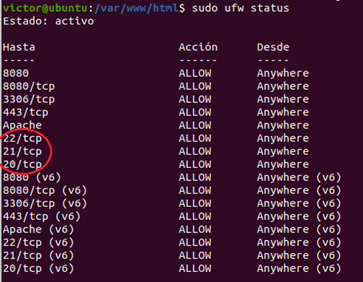 victor@ubuntu:/var/www/html$ sudo ufw status
Estado: activo
Hasta Acción Desde
----- ------ -----
8080 ALLOW Anywhere
8080/tcp ALLOW Anywhere
3306/tcp ALLOW Anywhere
443/tcp ALLOW Anywhere
Apache ALLOW Anywhere
22/tcp ALLOW Anywhere
21/tcp ALLOW Anywhere
20/tcp ALLOW Anywhere
8080 (v6) ALLOW Anywhere (v6)
8080/tcp (v6) ALLOW Anywhere (v6)
3306/tcp (v6) ALLOW Anywhere (v6)
443/tcp (v6) ALLOW Anywhere (v6)
Apache (v6) ALLOW Anywhere (v6)
22/tcp (v6) ALLOW Anywhere (v6)
21/tcp (v6) ALLOW Anywhere (v6)
20/tcp (v6) ALLOW Anywhere (v6)